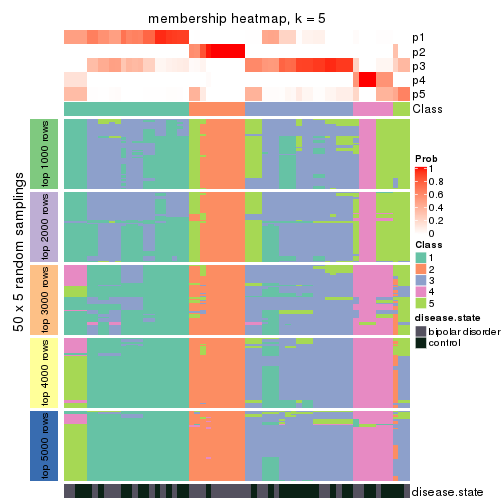 membership heatmap, k = 5
p1
p2
p3
p4
p5
Class
50 x 5 random samplings
top 1000 rows
top 2000 rows
top 3000 rows
top 4000 rows
top 5000 rows
Prob
1
0.8
0.6
0.4
0.2
0
Class
1
2
3
4
5
disease.state
bipolar disorder
control
disease.state